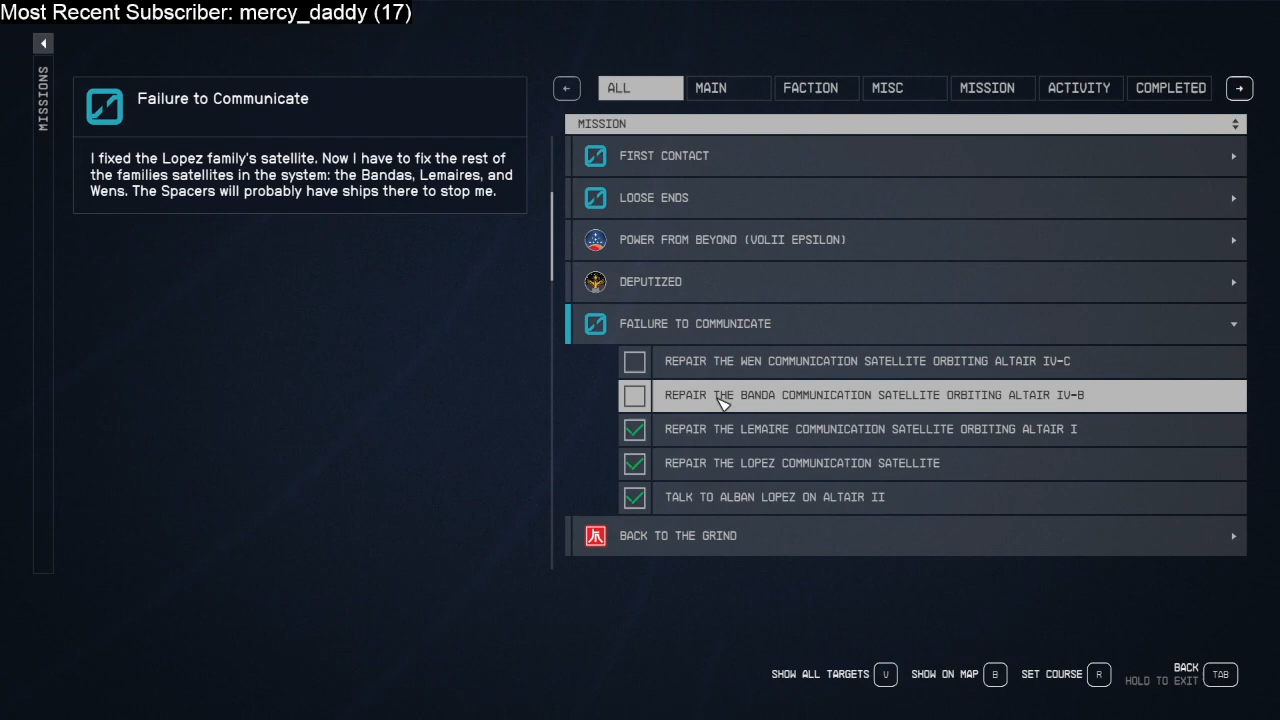 Most Recent Subscriber: mercy_daddy (17)
MISSIONS
Failure to Communicate
I fixed the Lopez family's satellite. Now I have to fix the rest of
the families satellites in the system: the Bandas, Lemaires, and
Wens. The Spacers will probably have ships there to stop me.
ALL MAIN FACTION MISC MISSION ACTIVITY COMPLETED
MISSION
FIRST CONTACT
LOOSE ENDS
POWER FROM BEYOND (VOLII EPSILON)
DEPUTIZED
FAILURE TO COMMUNICATE
REPAIR THE WEN COMMUNICATION SATELLITE ORBITING ALTAIR IV-C
REPAIR THE BANDA COMMUNICATION SATELLITE ORBITING ALTAIR IV-B
REPAIR THE LEMAIRE COMMUNICATION SATELLITE ORBITING ALTAIR I
REPAIR THE LOPEZ COMMUNICATION SATELLITE
TALK TO ALBAN LOPEZ ON ALTAIR II
BACK TO THE GRIND
SHOW ALL TARGETS V SHOW ON MAP B SET COURSE R BACK TAB
HOLD TO EXIT